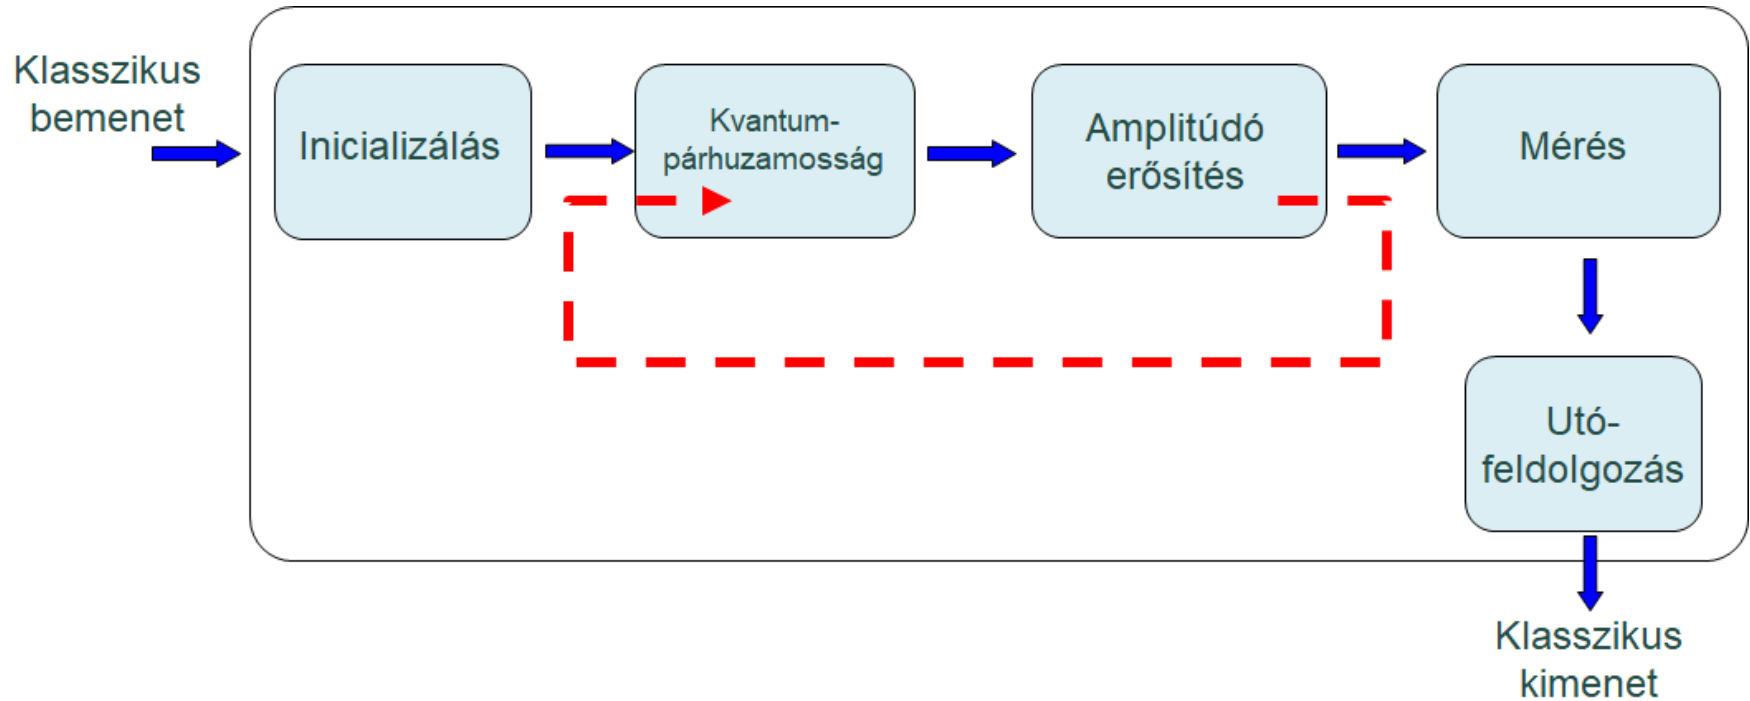 Klasszikus
bemenet
Inicializálás
Kvantum-
párhuzamosság
Amplitúdó
erősítés
Mérés
Utó-
feldolgozás
Klasszikus
kimenet